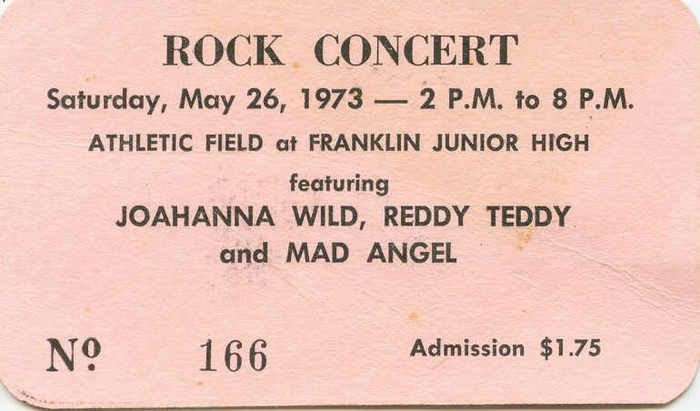 ROCK CONCERT
Saturday, May 26, 1973 — 2 P.M. to 8 P.M.
ATHLETIC FIELD at FRANKLIN JUNIOR HIGH
featuring
JOAHANNA WILD, REDDY TEDDY
and MAD ANGEL
Nº 166 Admission $1.75